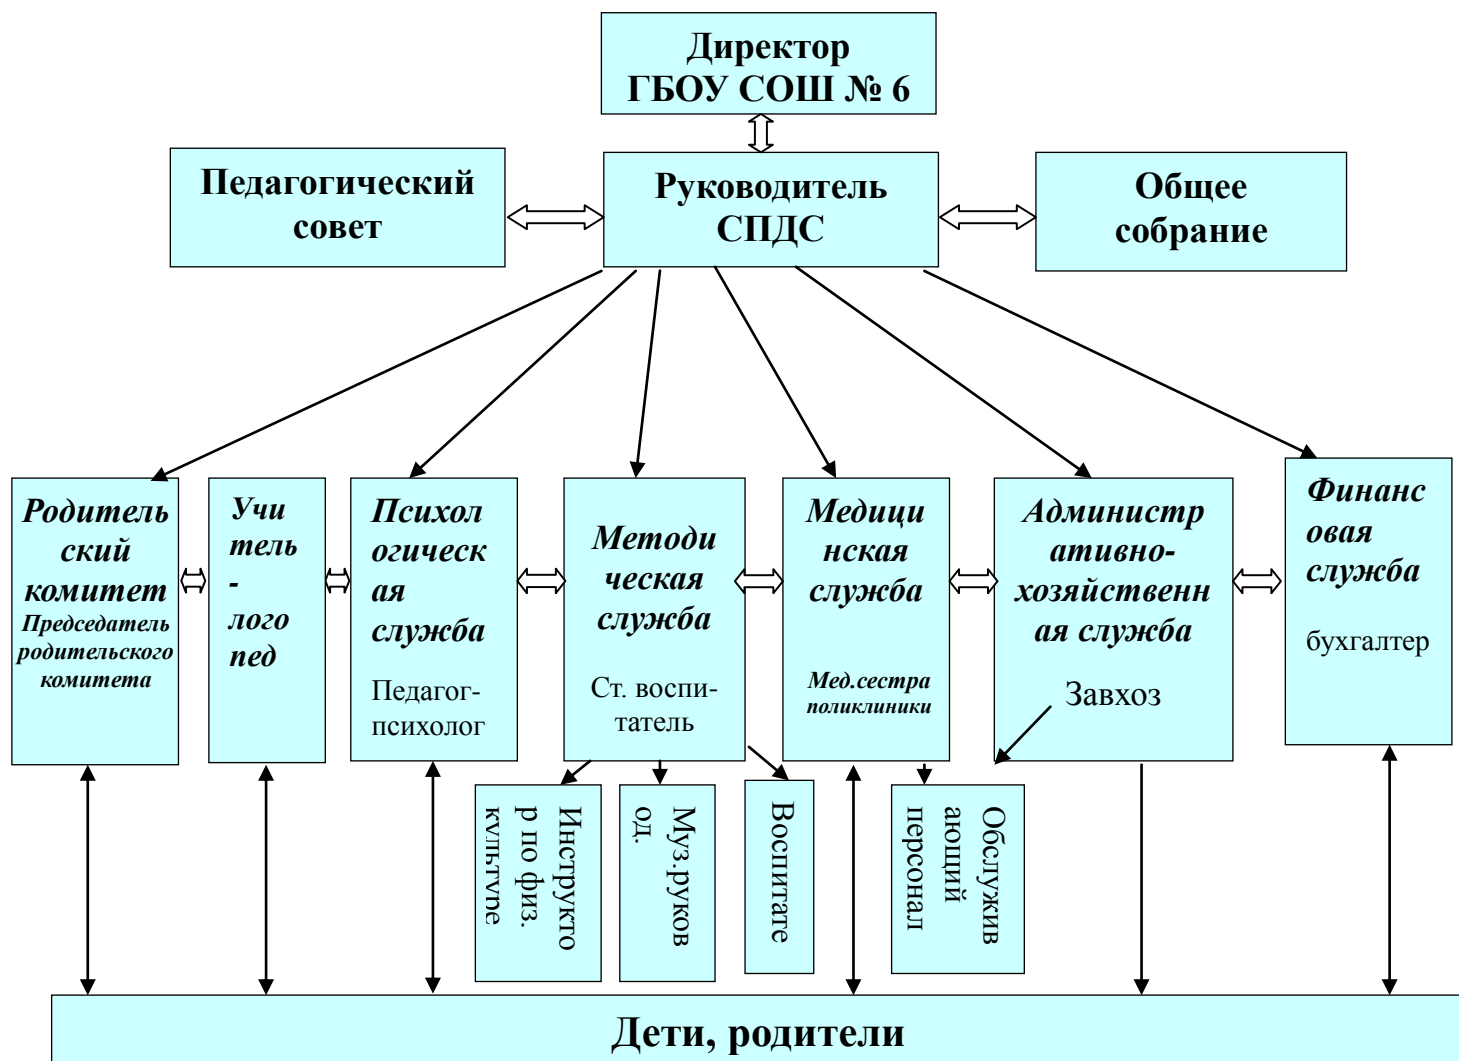 Директор
ГБОУ СОШ № 6
Педагогический
совет
Руководитель
СПДС
Общее
собрание
Родитель
ский
комитет
Председатель
родительского
комитета
Учи
тель
-
лого
пед
Психол
огическ
ая
служба
Педагог-
психолог
Методи
ческая
служба
Ст. воспи-
татель
Медици
нская
служба
Мед.сестра
поликлиники
Администр
ативно-
хозяйственн
ая служба
Завхоз
Финанс
овая
служба
бухгалтер
Инструкто
р по физ.
культуре
Муз.руков
од.
Воспитате
Обслужив
ающий
персонал
Дети, родители